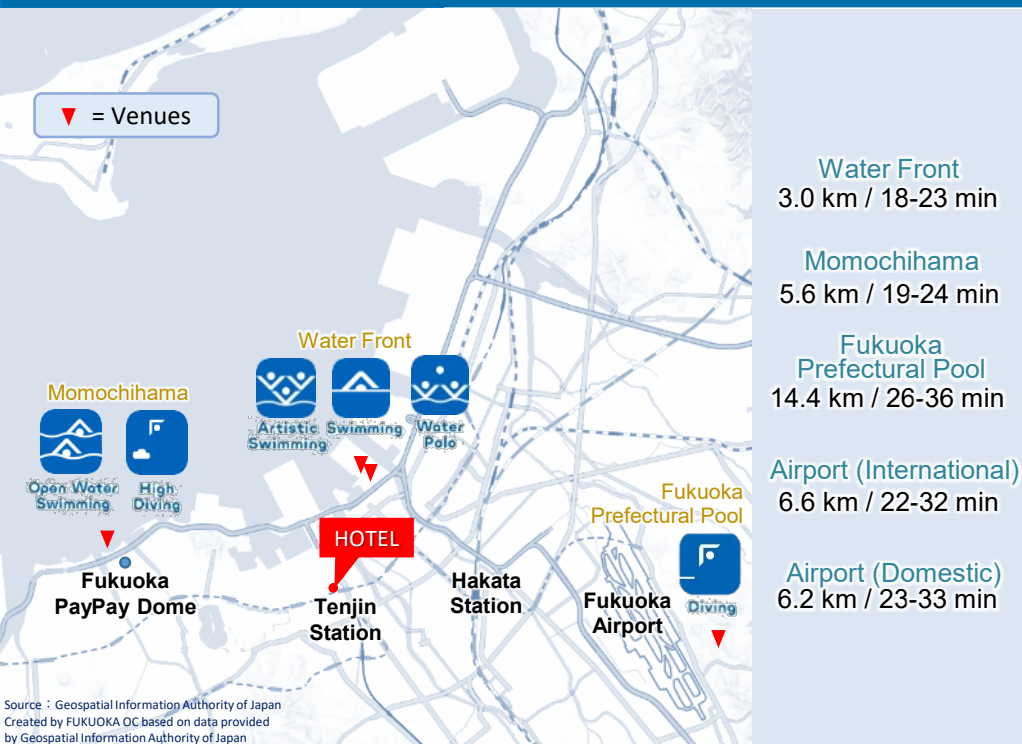 ▼ = Venues
Water Front
Artistic
Swimming
Swimming
Water
Polo
Momochihama
Open Water
Swimming
High
Diving
Fukuoka
Prefectural Pool
Diving
HOTEL
Fukuoka
PayPay Dome
Tenjin
Station
Hakata
Station
Fukuoka
Airport
Source：Geospatial Information Authority of Japan
Created by FUKUOKA OC based on data provided
by Geospatial Information Authority of Japan
Water Front
3.0 km / 18-23 min
Momochihama
5.6 km / 19-24 min
Fukuoka
Prefectural Pool
14.4 km / 26-36 min
Airport (International)
6.6 km / 22-32 min
Airport (Domestic)
6.2 km / 23-33 min